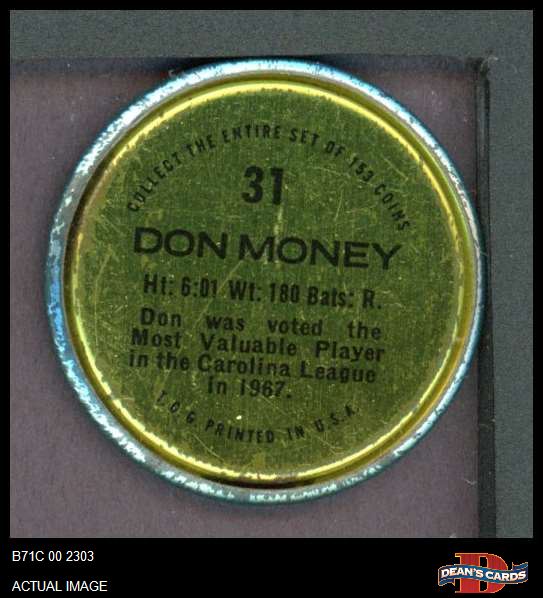 COLLECT THE ENTIRE SET OF 153 COINS
31
DON MONEY
Ht: 6:01 Wt: 180 Bats: R.
Don was voted the
Most Valuable Player
in the Carolina League
in 1967.
T.C.G. PRINTED IN U.S.A.
B71C 00 2303
ACTUAL IMAGE
D
DEAN'S CARDS